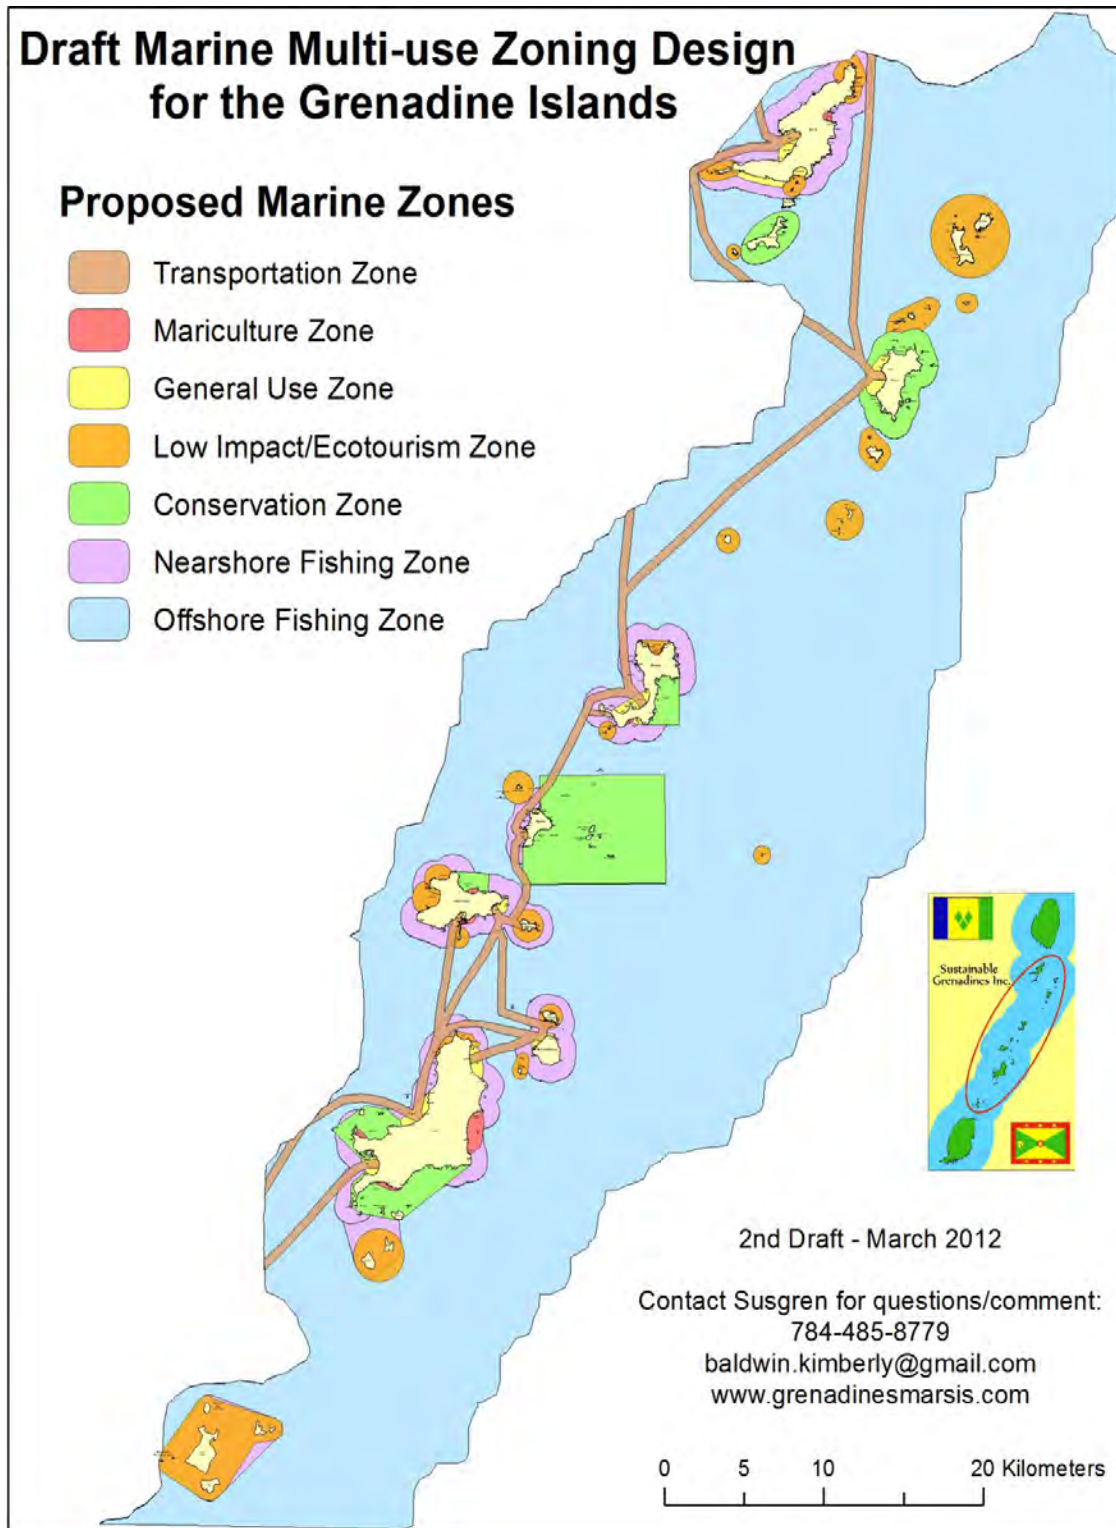 Draft Marine Multi-use Zoning Design
for the Grenadine Islands
Proposed Marine Zones
Transportation Zone
Mariculture Zone
General Use Zone
Low Impact/Ecotourism Zone
Conservation Zone
Nearshore Fishing Zone
Offshore Fishing Zone
Sustainable
Grenadines Inc.
2nd Draft - March 2012
Contact Susgren for questions/comment:
784-485-8779
baldwin.kimberly@gmail.com
www.grenadinesmarsis.com
0 5 10 20 Kilometers